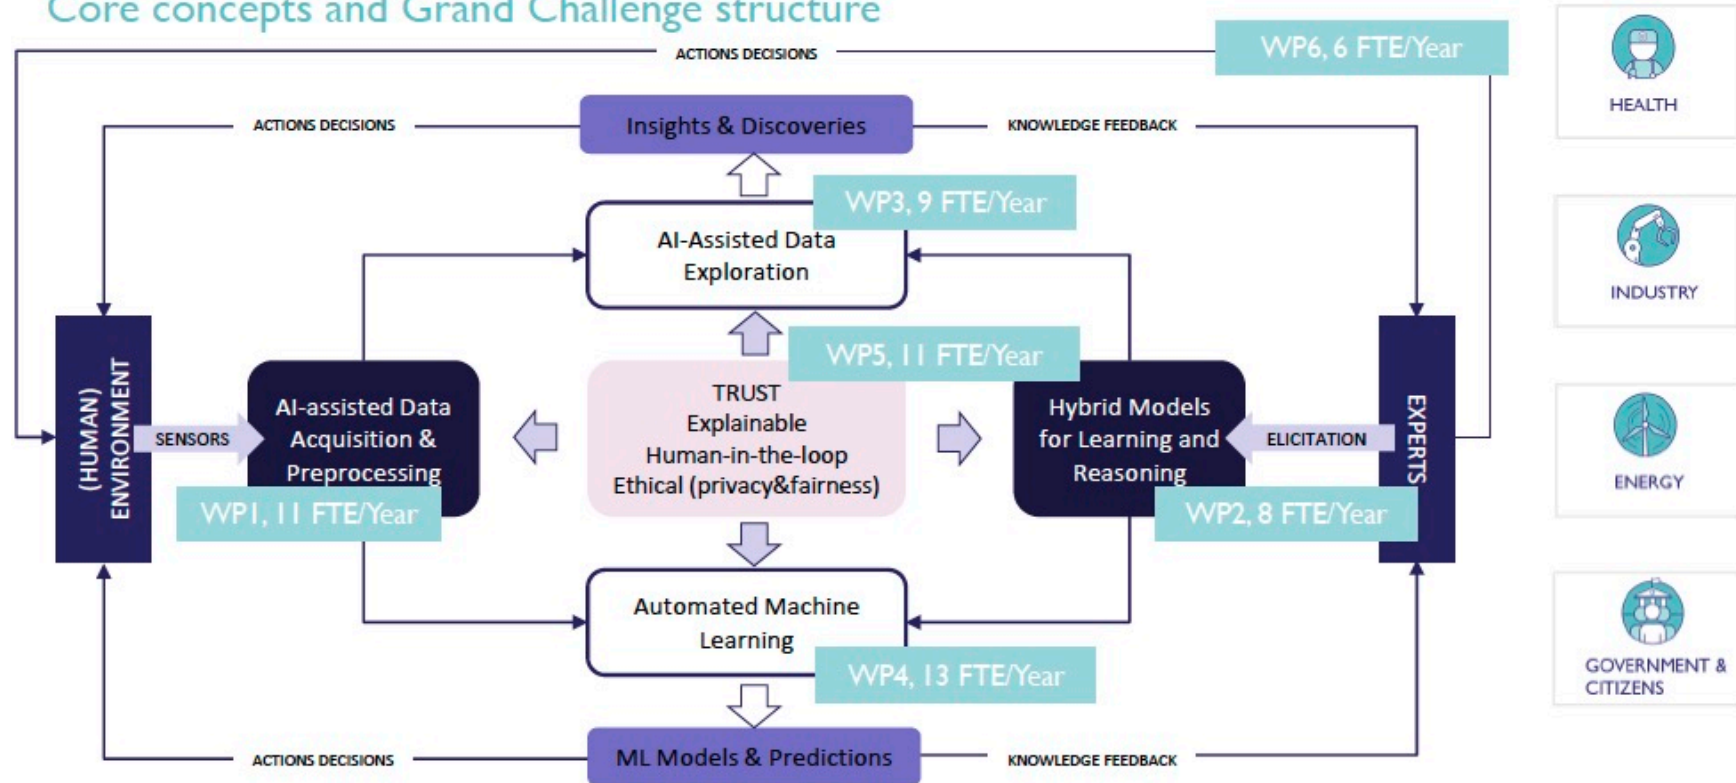 Core concepts and Grand Challenge structure
ACTIONS DECISIONS
WP6, 6 FTE/Year
HEALTH
ACTIONS DECISIONS
Insights & Discoveries
KNOWLEDGE FEEDBACK
WP3, 9 FTE/Year
AI-Assisted Data
Exploration
INDUSTRY
WP5, 11 FTE/Year
(HUMAN)
ENVIRONMENT
SENSORS
AI-assisted Data
Acquisition &
Preprocessing
WP1, 11 FTE/Year
TRUST
Explainable
Human-in-the-loop
Ethical (privacy&fairness)
Hybrid Models
for Learning and
Reasoning
WP2, 8 FTE/Year
ELICITATION
EXPERTS
ENERGY
Automated Machine
Learning
WP4, 13 FTE/Year
GOVERNMENT &
CITIZENS
ACTIONS DECISIONS
ML Models & Predictions
KNOWLEDGE FEEDBACK